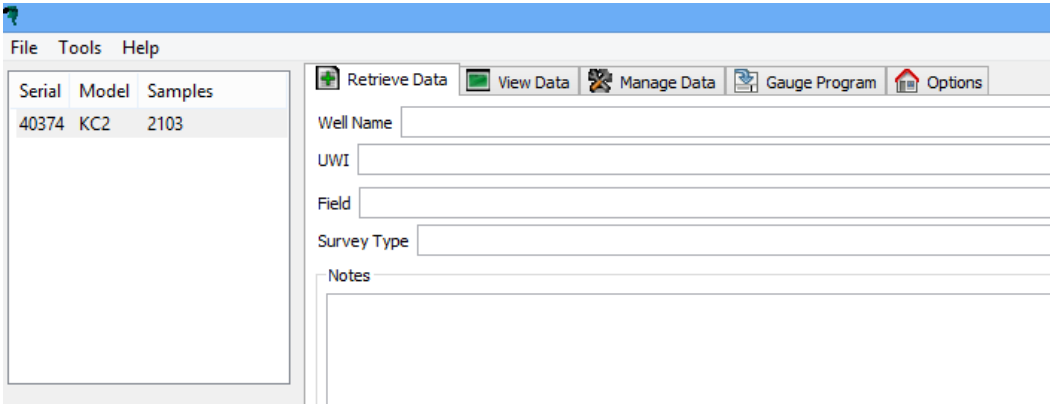 File Tools Help
Serial Model Samples
40374 KC2 2103
Retrieve Data View Data Manage Data Gauge Program Options
Well Name
UWI
Field
Survey Type
Notes